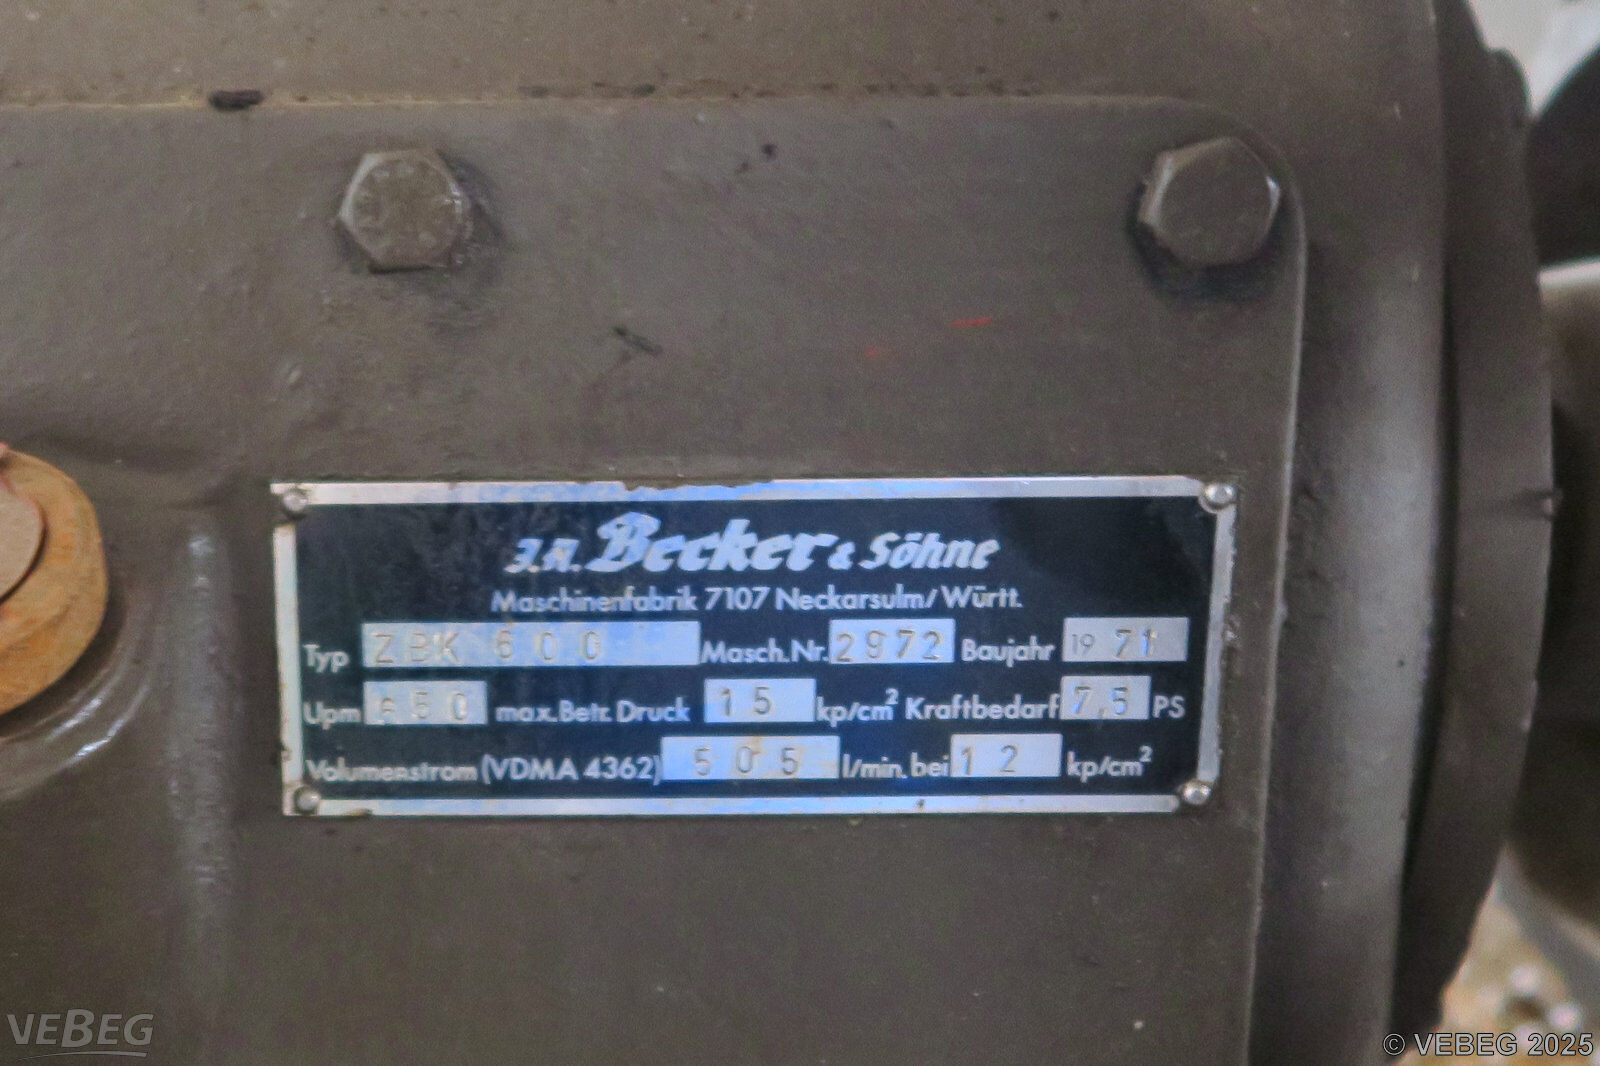 J.A. Becker & Söhne
Maschinenfabrik 7107 Neckarsulm/Württ.
Typ ZBK 600 Masch. Nr. 2972 Baujahr 1971
Upm 650 max. Betr. Druck 15 kp/cm² Kraftbedarf 7,5 PS
Volumenstrom (VDMA 4362) 505 l/min. bei 12 kp/cm²
VEBEG
© VEBEG 2025